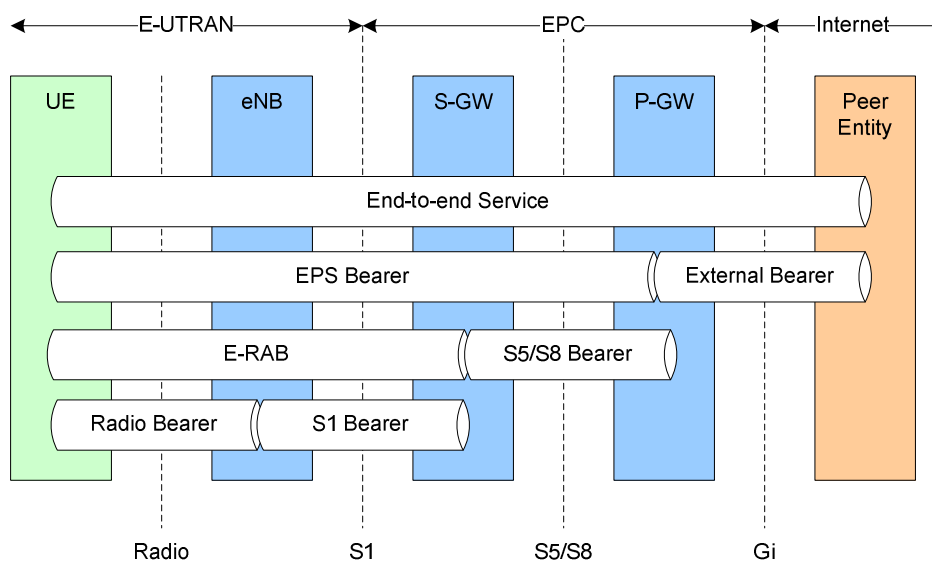 E-UTRAN
EPC
Internet
UE
eNB
S-GW
P-GW
Peer
Entity
End-to-end Service
EPS Bearer
External Bearer
E-RAB
S5/S8 Bearer
Radio Bearer
S1 Bearer
Radio
S1
S5/S8
Gi